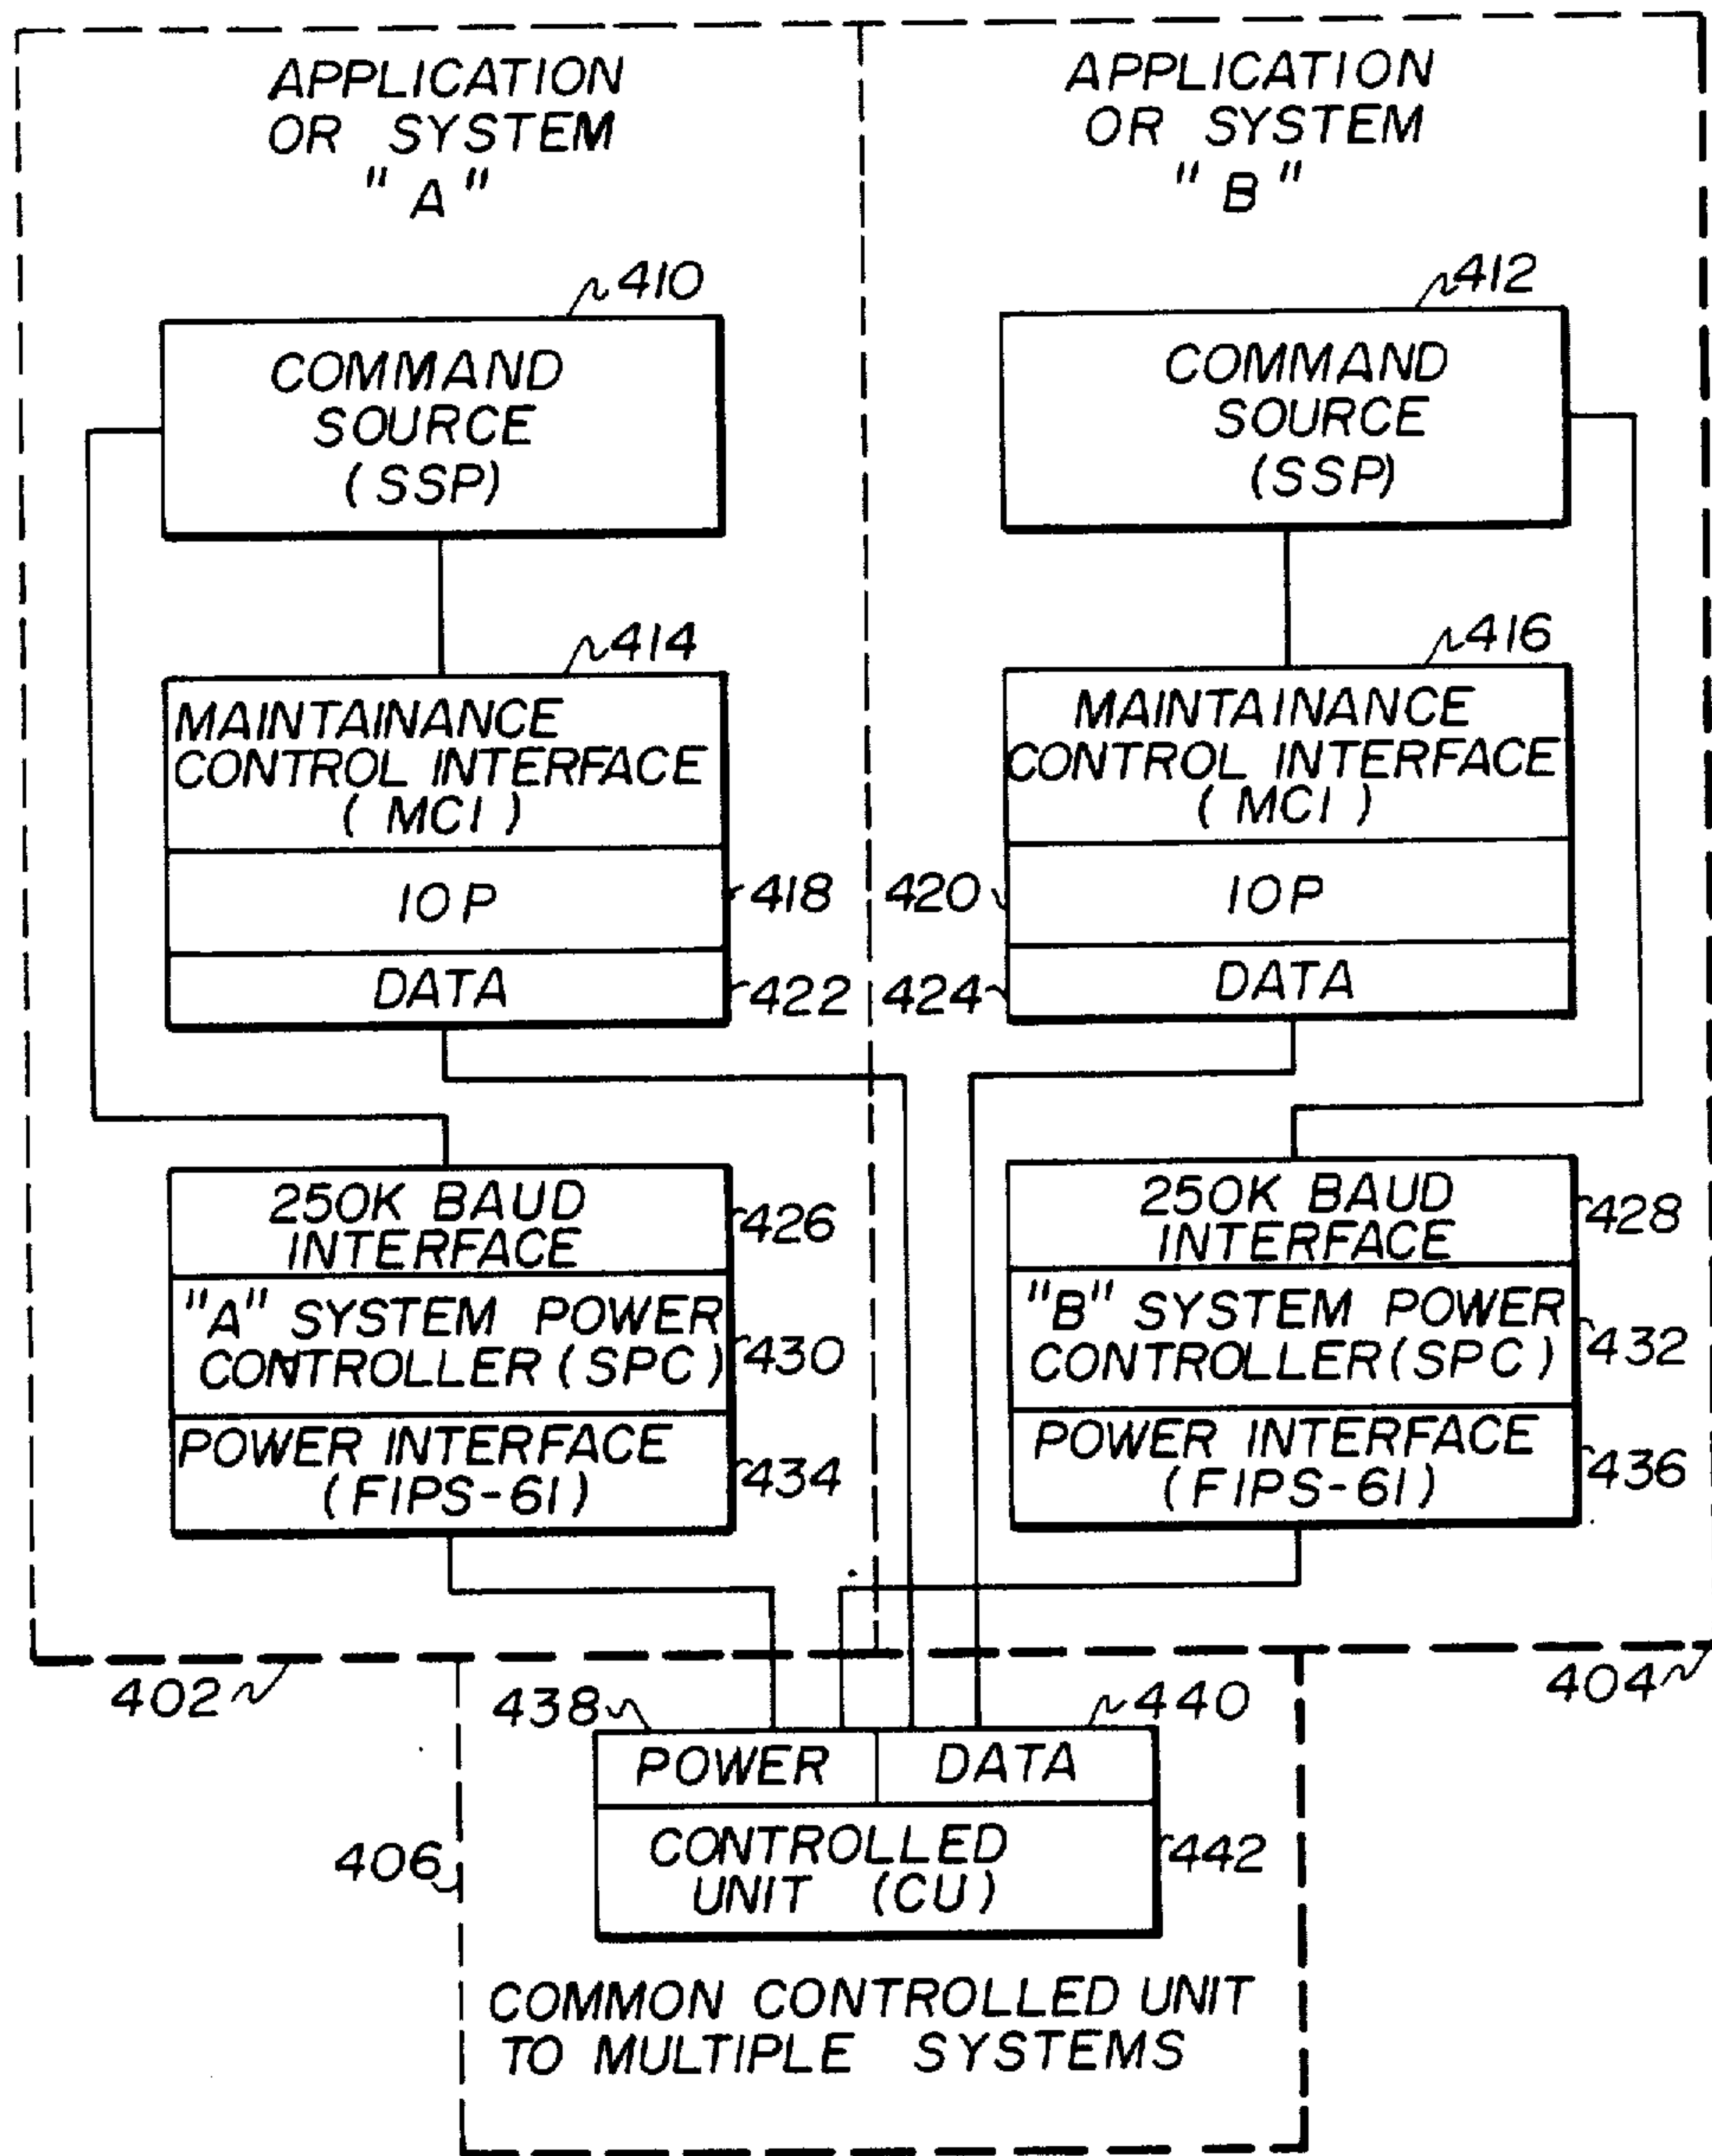 APPLICATION
OR SYSTEM
"A"
APPLICATION
OR SYSTEM
"B"
410
412
COMMAND
SOURCE
(SSP)
COMMAND
SOURCE
(SSP)
414
416
MAINTAINANCE
CONTROL INTERFACE
(MCI)
MAINTAINANCE
CONTROL INTERFACE
(MCI)
IOP
418
420
IOP
DATA
422
424
DATA
250K BAUD
INTERFACE
426
250K BAUD
INTERFACE
428
"A" SYSTEM POWER
CONTROLLER (SPC)
430
"B" SYSTEM POWER
CONTROLLER (SPC)
432
POWER INTERFACE
(FIPS-61)
434
POWER INTERFACE
(FIPS-61)
436
402
404
438
440
POWER
DATA
406
CONTROLLED
UNIT (CU)
442
COMMON CONTROLLED UNIT
TO MULTIPLE SYSTEMS